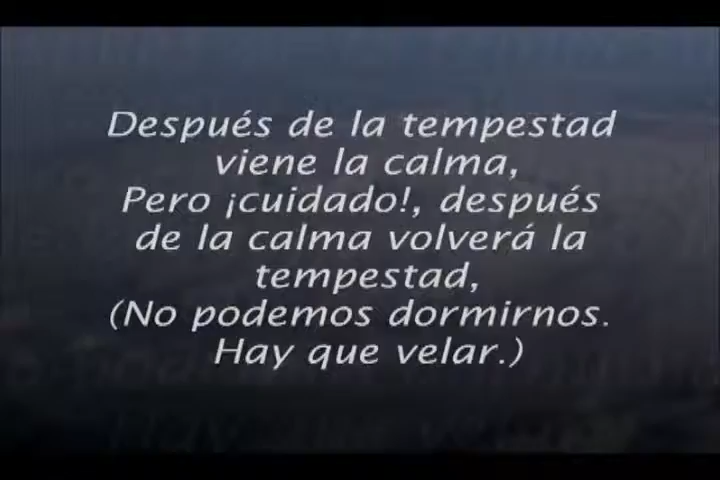 Después de la tempestad
viene la calma,
Pero ¡cuidado!, después
de la calma volverá la
tempestad,
(No podemos dormirnos.
Hay que velar.)